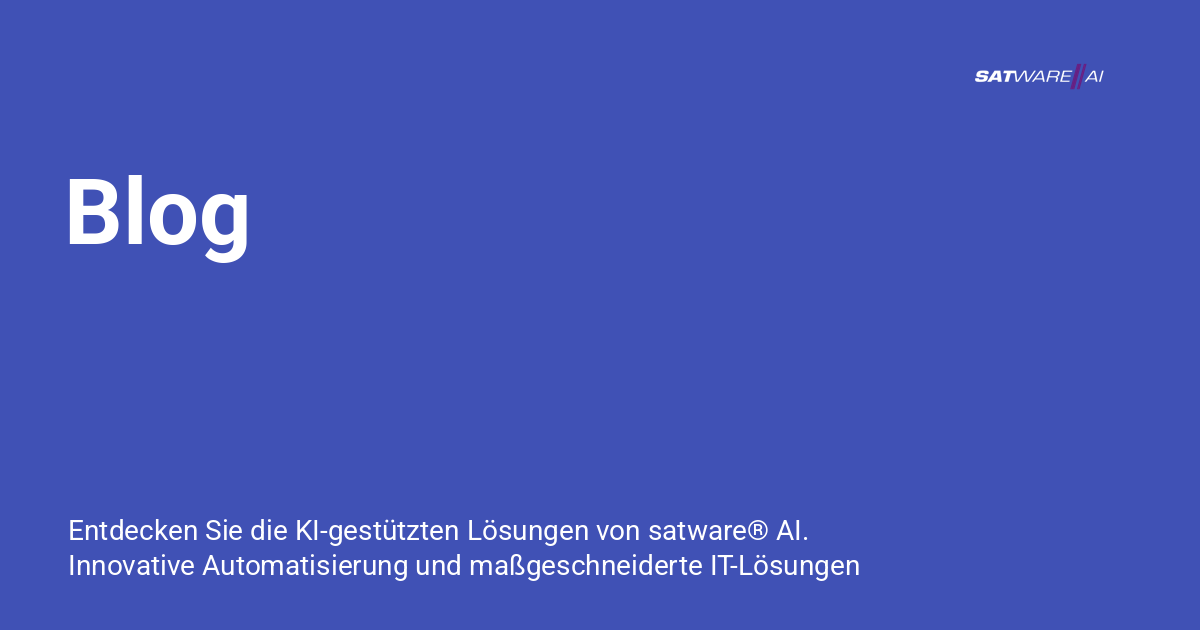 SATWARE//AI
Blog
Entdecken Sie die KI-gestützten Lösungen von satware® AI.
Innovative Automatisierung und maßgeschneiderte IT-Lösungen